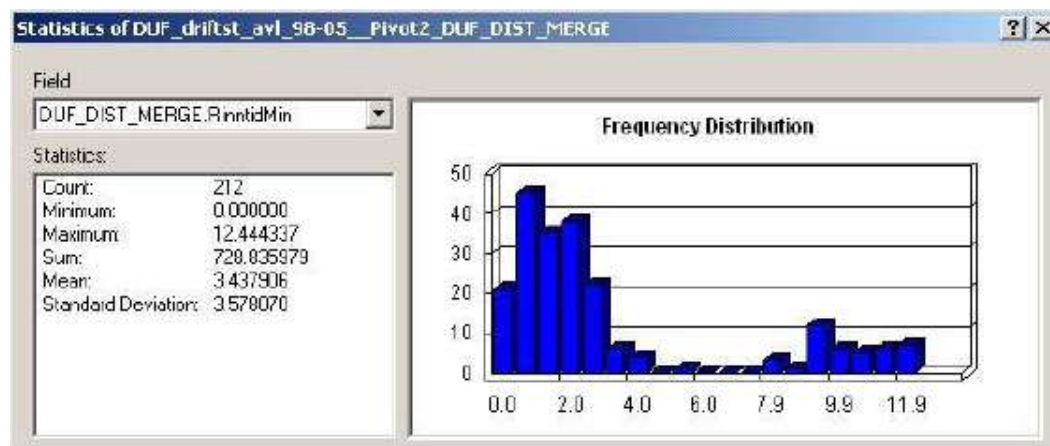 Statistics of DUF_driftst_avl_98-05__Pivot2_DUF_DIST_MERGE
Field
DUF_DIST_MERGE.RinntidMin
Statistics:
Count: 212
Minimum: 0.000000
Maximum: 12.444337
Sum: 728.835979
Mean: 3.437906
Standard Deviation: 3.578070
Frequency Distribution
50
40
30
20
10
0
0.0 2.0 4.0 6.0 7.9 9.9 11.9